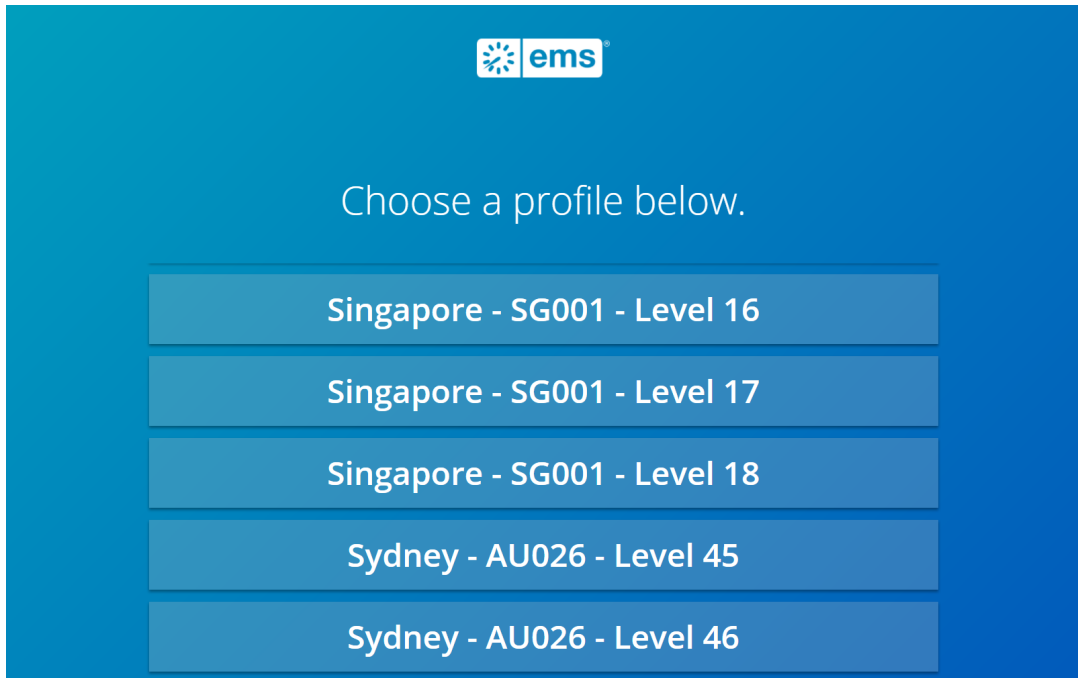 ems®
Choose a profile below.
Singapore - SG001 - Level 16
Singapore - SG001 - Level 17
Singapore - SG001 - Level 18
Sydney - AU026 - Level 45
Sydney - AU026 - Level 46